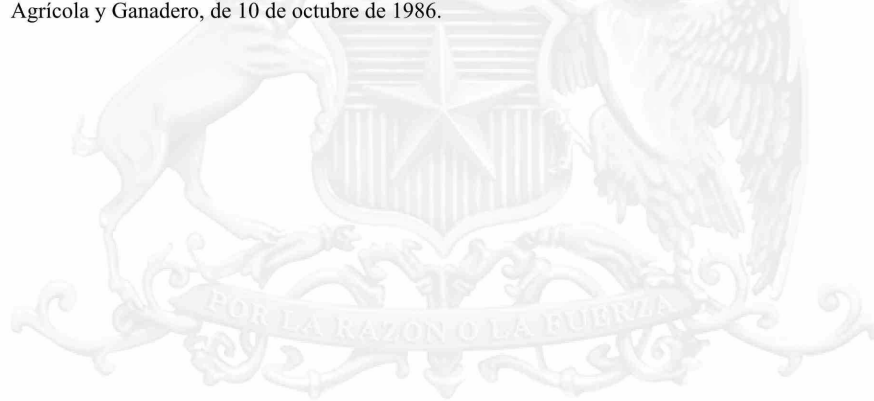 Agrícola y Ganadero, de 10 de octubre de 1986.
POR LA RAZON O LA FUERZA